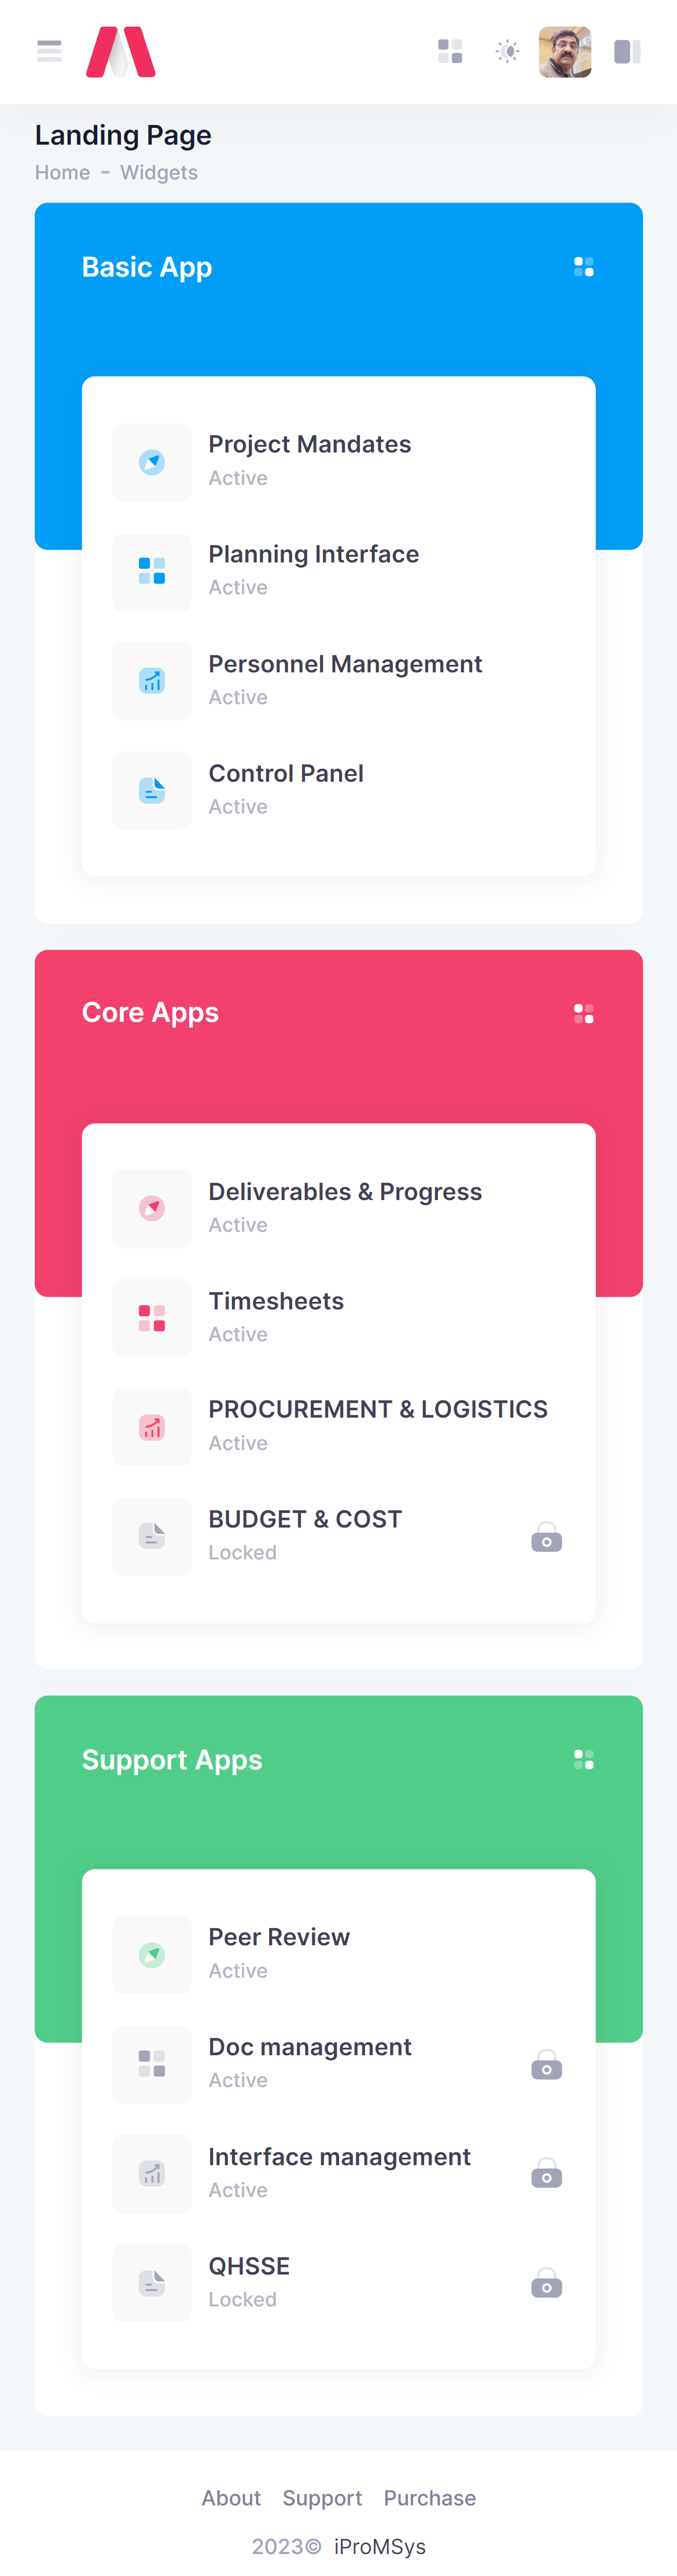 Landing Page
Home - Widgets
Basic App
Project Mandates
Active
Planning Interface
Active
Personnel Management
Active
Control Panel
Active
Core Apps
Deliverables & Progress
Active
Timesheets
Active
PROCUREMENT & LOGISTICS
Active
BUDGET & COST
Locked
Support Apps
Peer Review
Active
Doc management
Active
Interface management
Active
QHSSE
Locked
About Support Purchase
2023© iProMSys